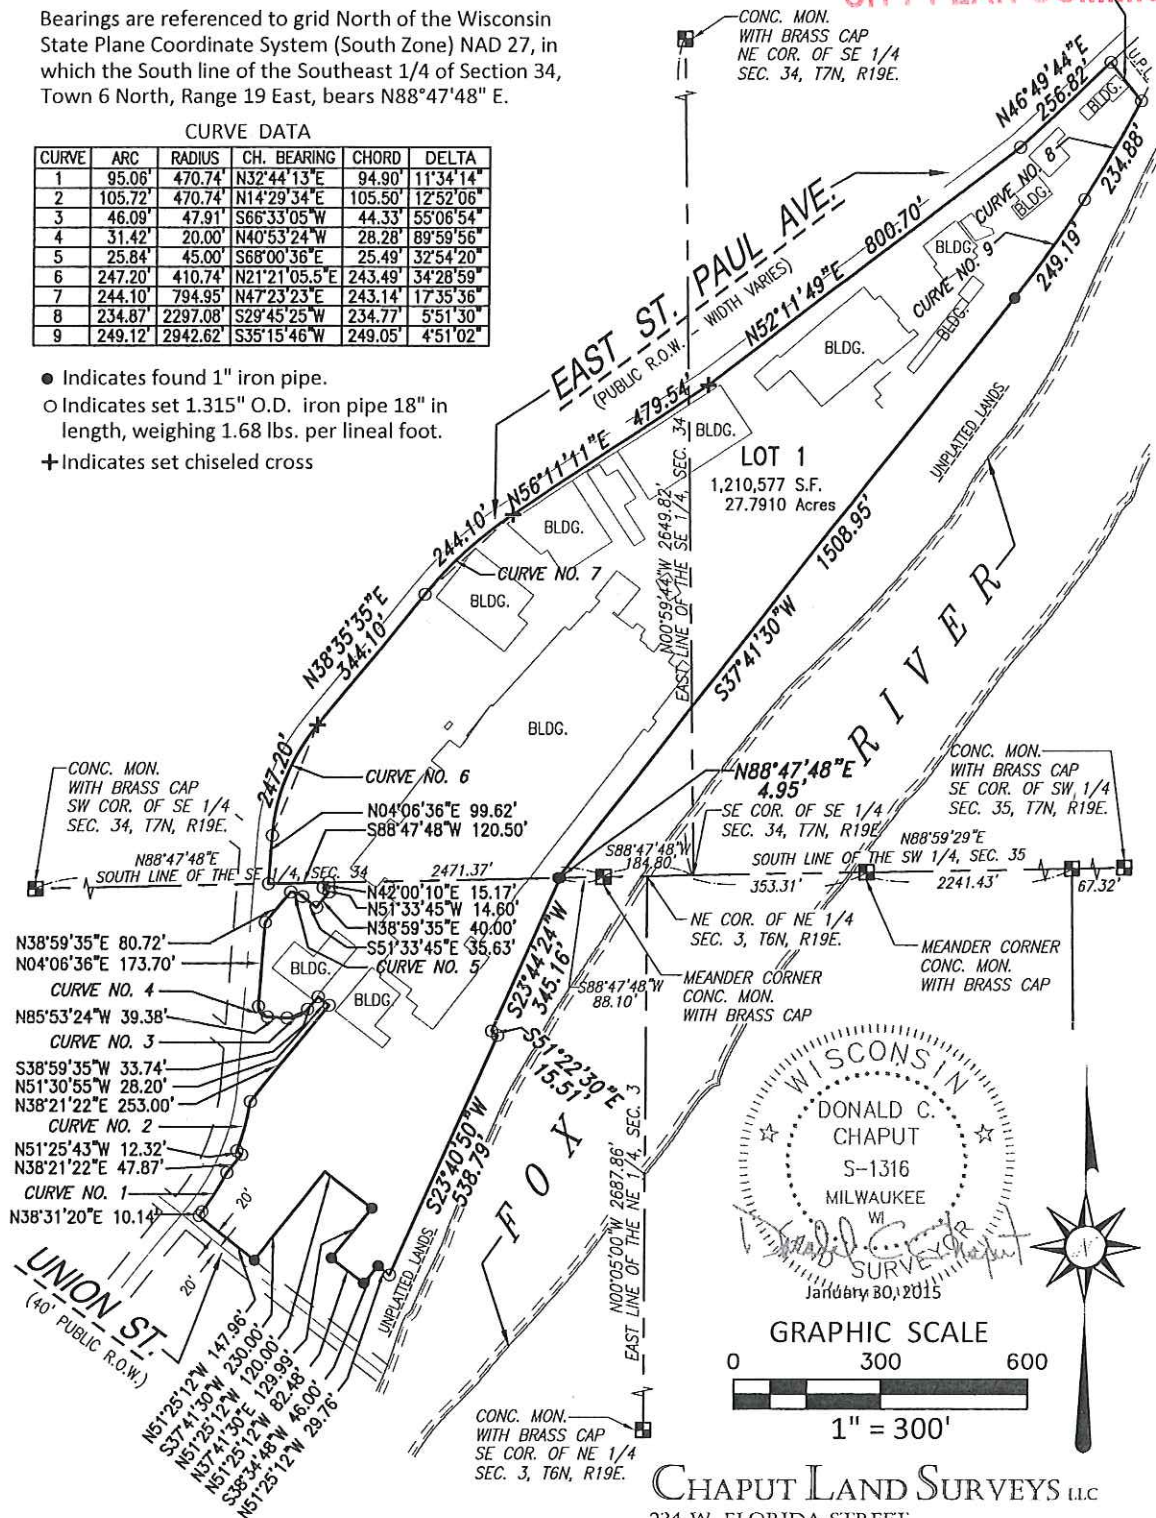 Bearings are referenced to grid North of the Wisconsin
State Plane Coordinate System (South Zone) NAD 27, in
which the South line of the Southeast 1/4 of Section 34,
Town 6 North, Range 19 East, bears N88°47'48" E.
CURVE DATA
CURVE ARC RADIUS CH. BEARING CHORD DELTA
1 95.06' 470.74' N32°44'13"E 94.90' 11°34'14"
2 105.72' 470.74' N14°29'34"E 105.50' 12°52'06"
3 46.09' 47.91' S66°33'05"W 44.33' 55°06'54"
4 31.42' 20.00' N40°53'24"W 28.28' 89°59'56"
5 25.84' 45.00' S68°00'36"E 25.49' 32°54'20"
6 247.20' 410.74' N21°21'05.5"E 243.49' 34°28'59"
7 244.10' 794.95' N47°23'23"E 243.14' 17°35'36"
8 234.87' 2297.08' S29°45'25"W 234.77' 5°51'30"
9 249.12' 2942.62' S35°15'46"W 249.05' 4°51'02"
Indicates found 1" iron pipe.
Indicates set 1.315" O.D. iron pipe 18" in
length, weighing 1.68 lbs. per lineal foot.
Indicates set chiseled cross
CONC. MON.
WITH BRASS CAP
NE COR. OF SE 1/4
SEC. 34, T7N, R19E.
N46°49'44"E
256.82'
BLDG.
234.88'
CURVE NO. 8
BLDG.
BLDG.
CURVE NO. 9
249.19'
BLDG.
EAST ST. PAUL AVE.
(PUBLIC R.O.W. - WIDTH VARIES)
800.70'
N52°11'49"E
BLDG.
479.54'
N56°11'11"E
BLDG.
LOT 1
1,210,577 S.F.
27.7910 Acres
UNPLATTED LANDS
1508.95'
S37°41'30"W
N00°59'44"W 2649.82'
EAST LINE OF THE SE 1/4, SEC. 34
244.10'
BLDG.
CURVE NO. 7
BLDG.
N38°35'35"E
344.10'
BLDG.
247.20'
CURVE NO. 6
RIVER
CONC. MON.
WITH BRASS CAP
SW COR. OF SE 1/4
SEC. 34, T7N, R19E.
N04°06'36"E 99.62'
S88°47'48"W 120.50'
N88°47'48"E
4.95'
SE COR. OF SE 1/4
SEC. 34, T7N, R19E.
CONC. MON.
WITH BRASS CAP
SE COR. OF SW 1/4
SEC. 35, T7N, R19E.
N88°47'48"E
SOUTH LINE OF THE SE 1/4, SEC. 34
2471.37'
S88°47'48"W
184.80'
N88°59'29"E
SOUTH LINE OF THE SW 1/4, SEC. 35
353.31'
2241.43'
67.32'
N42°00'10"E 15.17'
N51°33'45"W 14.60'
N38°59'35"E 40.00'
S51°33'45"E 35.63'
CURVE NO. 5
NE COR. OF NE 1/4
SEC. 3, T6N, R19E.
MEANDER CORNER
CONC. MON.
WITH BRASS CAP
S88°47'48"W
88.10'
MEANDER CORNER
CONC. MON.
WITH BRASS CAP
N38°59'35"E 80.72'
N04°06'36"E 173.70'
CURVE NO. 4
N85°53'24"W 39.38'
CURVE NO. 3
S38°59'35"W 33.74'
N51°30'55"W 28.20'
N38°21'22"E 253.00'
CURVE NO. 2
N51°25'43"W 12.32'
N38°21'22"E 47.87'
CURVE NO. 1
N38°31'20"E 10.14'
BLDG.
BLDG.
S23°44'24"W
345.16'
S51°22'30"E
15.51'
S23°40'50"W
538.79'
UNPLATTED LANDS
FOX
N00°05'00"W 2687.86'
EAST LINE OF THE NE 1/4, SEC. 3
20'
20'
UNION ST.
(40' PUBLIC R.O.W.)
N51°25'12"W 147.96'
S37°41'30"W 230.00'
N51°25'12"W 120.00'
N37°41'30"E 129.99'
N51°25'12"W 82.48'
S38°34'48"W 46.00'
N51°25'12"W 29.76'
WISCONSIN
DONALD C.
CHAPUT
S-1316
MILWAUKEE
WI
SURVEYOR
January 30, 2015
GRAPHIC SCALE
0 300 600
1" = 300'
CONC. MON.
WITH BRASS CAP
SE COR. OF NE 1/4
SEC. 3, T6N, R19E.
CHAPUT LAND SURVEYS LLC
234 W. FLORIDA STREET